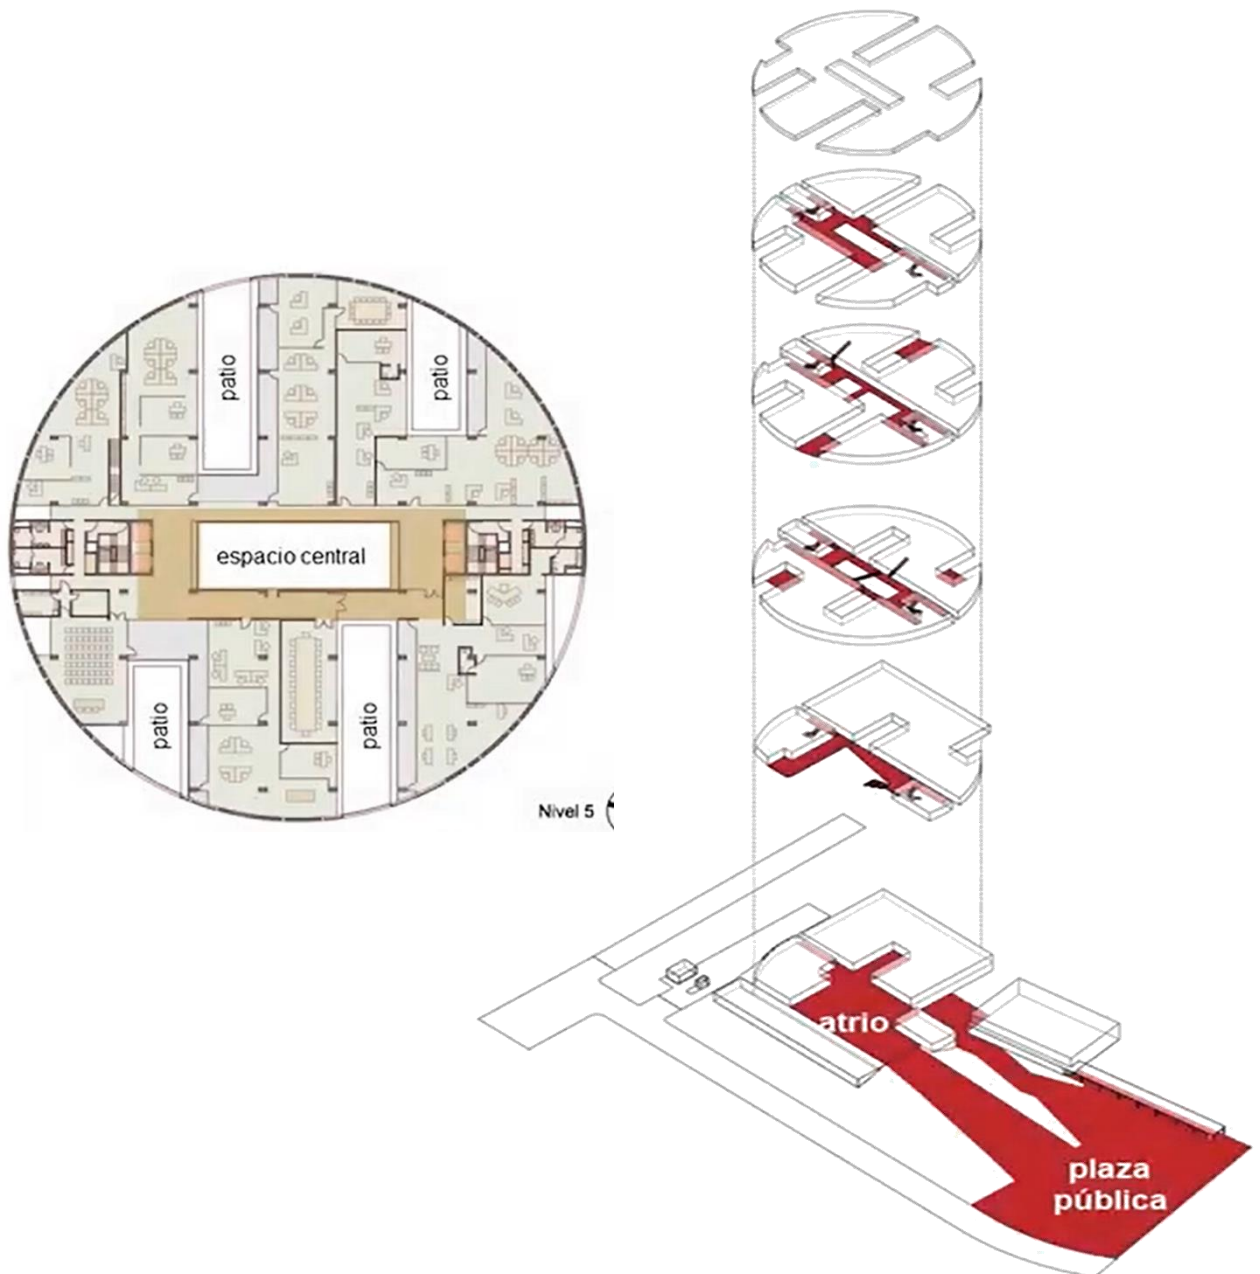 patio
patio
espacio central
patio
patio
Nivel 5
atrio
plaza
pública